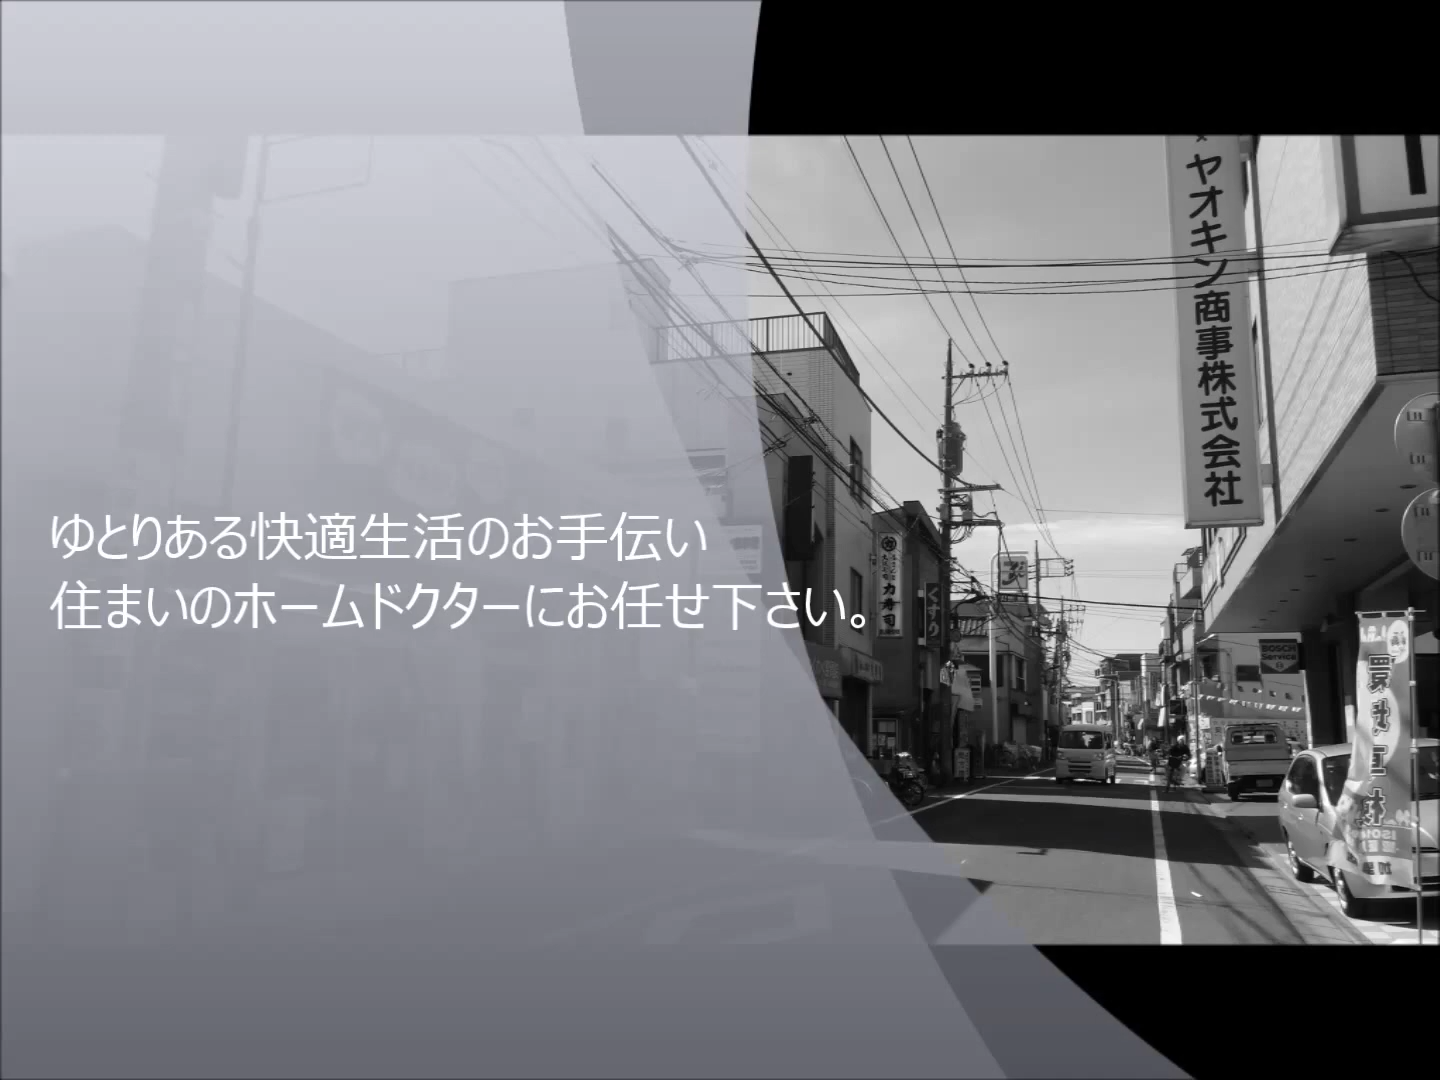 ゆとりある快適生活のお手伝い
住まいのホームドクターにお任せ下さい。
ヤオキン商事株式会社
力寿司
くすり
BOSCH
Service